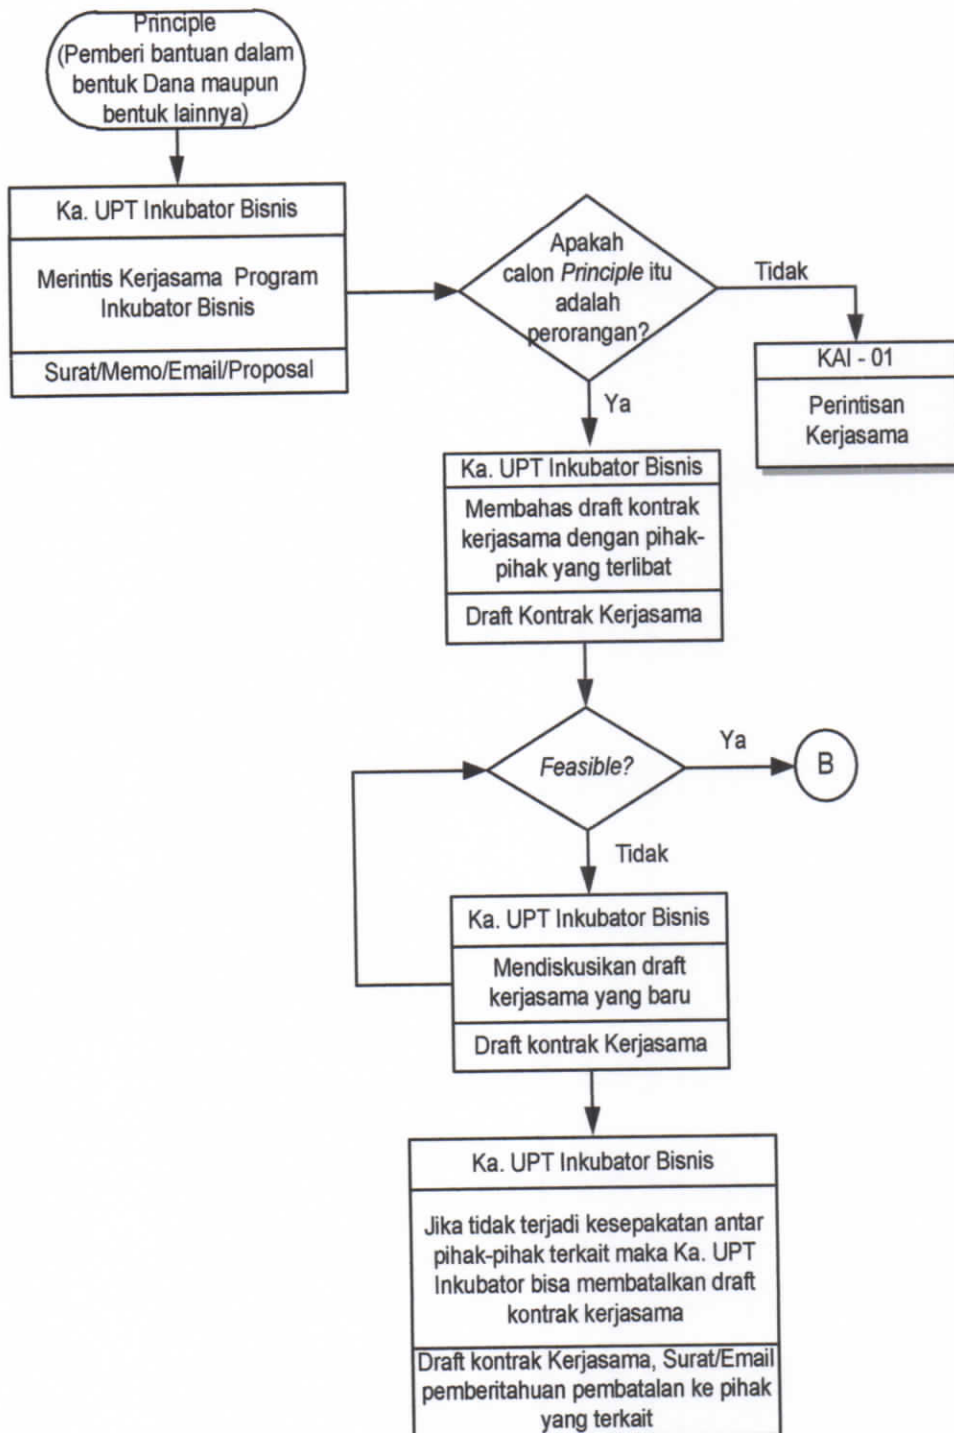 Principle
(Pemberi bantuan dalam
bentuk Dana maupun
bentuk lainnya)
Ka. UPT Inkubator Bisnis
Merintis Kerjasama Program
Inkubator Bisnis
Surat/Memo/Email/Proposal
Apakah
calon Principle itu
adalah
perorangan?
Tidak
KAI - 01
Perintisan
Kerjasama
Ya
Ka. UPT Inkubator Bisnis
Membahas draft kontrak
kerjasama dengan pihak-
pihak yang terlibat
Draft Kontrak Kerjasama
Feasible?
Ya
B
Tidak
Ka. UPT Inkubator Bisnis
Mendiskusikan draft
kerjasama yang baru
Draft kontrak Kerjasama
Ka. UPT Inkubator Bisnis
Jika tidak terjadi kesepakatan antar
pihak-pihak terkait maka Ka. UPT
Inkubator bisa membatalkan draft
kontrak kerjasama
Draft kontrak Kerjasama, Surat/Email
pemberitahuan pembatalan ke pihak
yang terkait